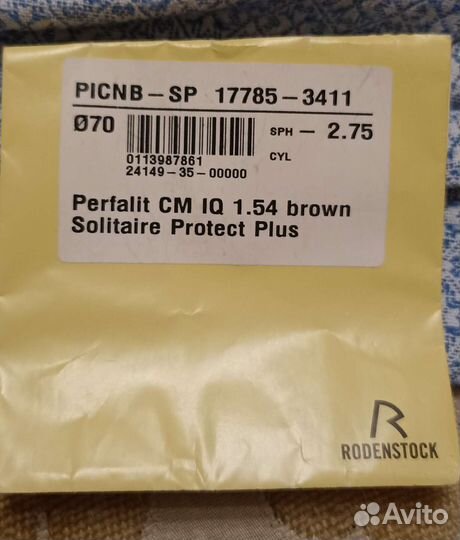 PICNB-SP 17785-3411
Ø70 SPH - 2.75
CYL
0113987861
24149-35-00000
Perfalit CM IQ 1.54 brown
Solitaire Protect Plus
R
RODENSTOCK
Avito